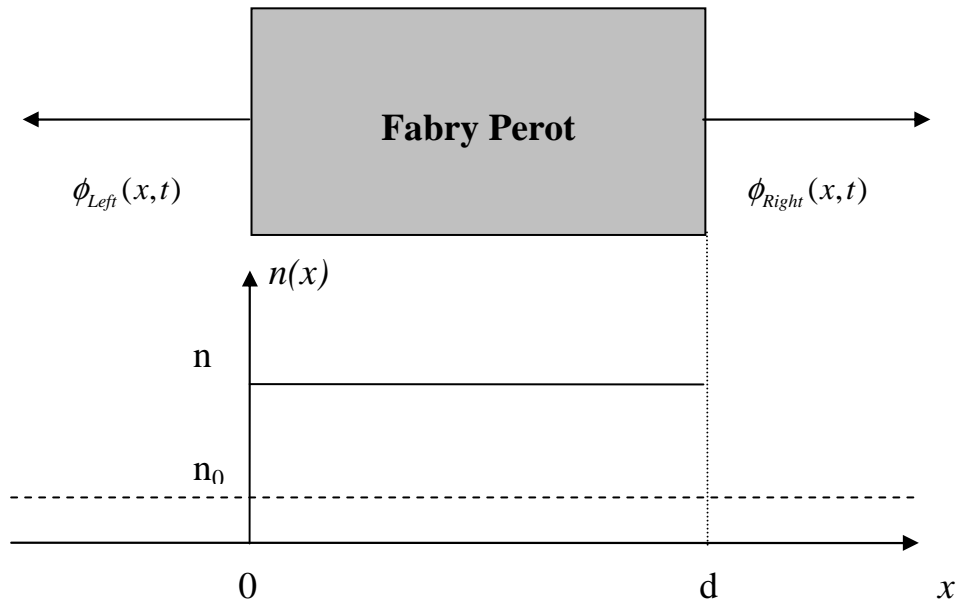 Fabry Perot
ϕ_Left(x,t) ϕ_Right(x,t)
n(x)
n
n₀
0 d x